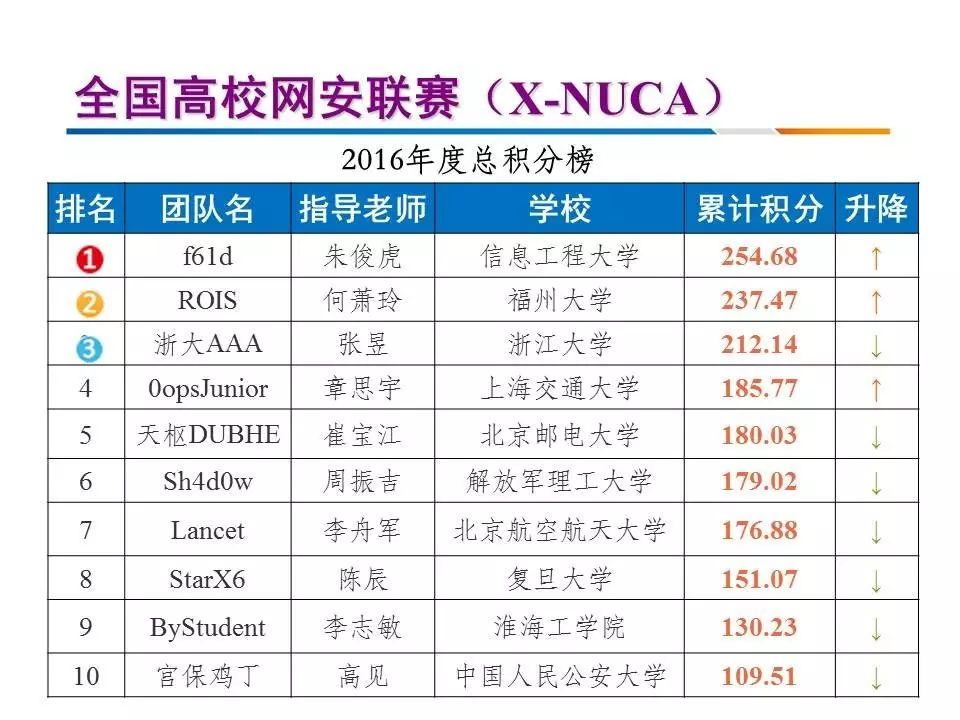 全国高校网安联赛（X-NUCA）
2016年度总积分榜
排名 团队名 指导老师 学校 累计积分 升降
1 f61d 朱俊虎 信息工程大学 254.68 ↑
2 ROIS 何萧玲 福州大学 237.47 ↑
3 浙大AAA 张昱 浙江大学 212.14 ↓
4 0opsJunior 章思宇 上海交通大学 185.77 ↑
5 天枢DUBHE 崔宝江 北京邮电大学 180.03 ↓
6 Sh4d0w 周振吉 解放军理工大学 179.02 ↓
7 Lancet 李舟军 北京航空航天大学 176.88 ↓
8 StarX6 陈辰 复旦大学 151.07 ↓
9 ByStudent 李志敏 淮海工学院 130.23 ↓
10 宫保鸡丁 高见 中国人民公安大学 109.51 ↓